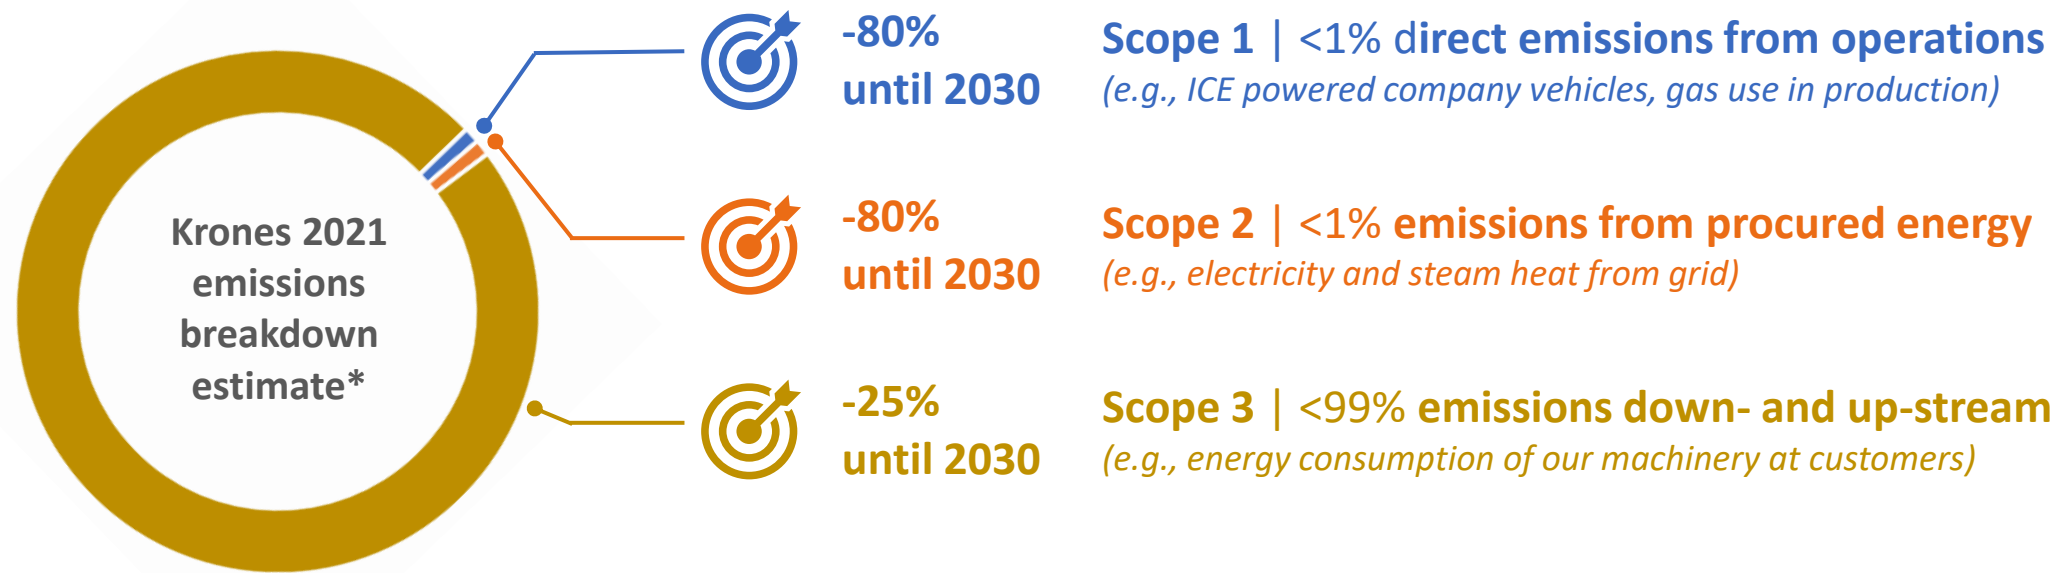 Krones 2021
emissions
breakdown
estimate*
-80%
until 2030
Scope 1 | <1% direct emissions from operations
(e.g., ICE powered company vehicles, gas use in production)
-80%
until 2030
Scope 2 | <1% emissions from procured energy
(e.g., electricity and steam heat from grid)
-25%
until 2030
Scope 3 | <99% emissions down- and up-stream
(e.g., energy consumption of our machinery at customers)